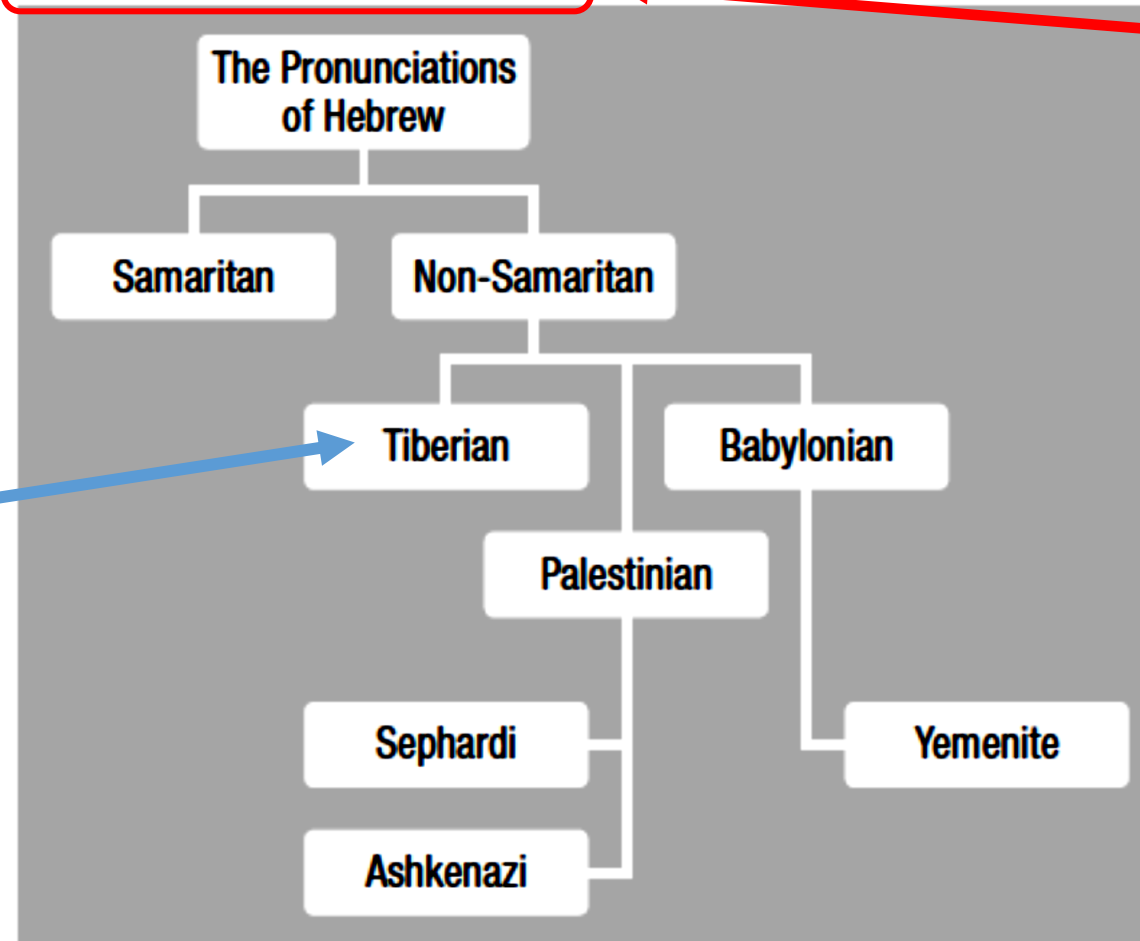 The Pronunciations
of Hebrew
Samaritan
Non-Samaritan
Tiberian
Babylonian
Palestinian
Sephardi
Yemenite
Ashkenazi